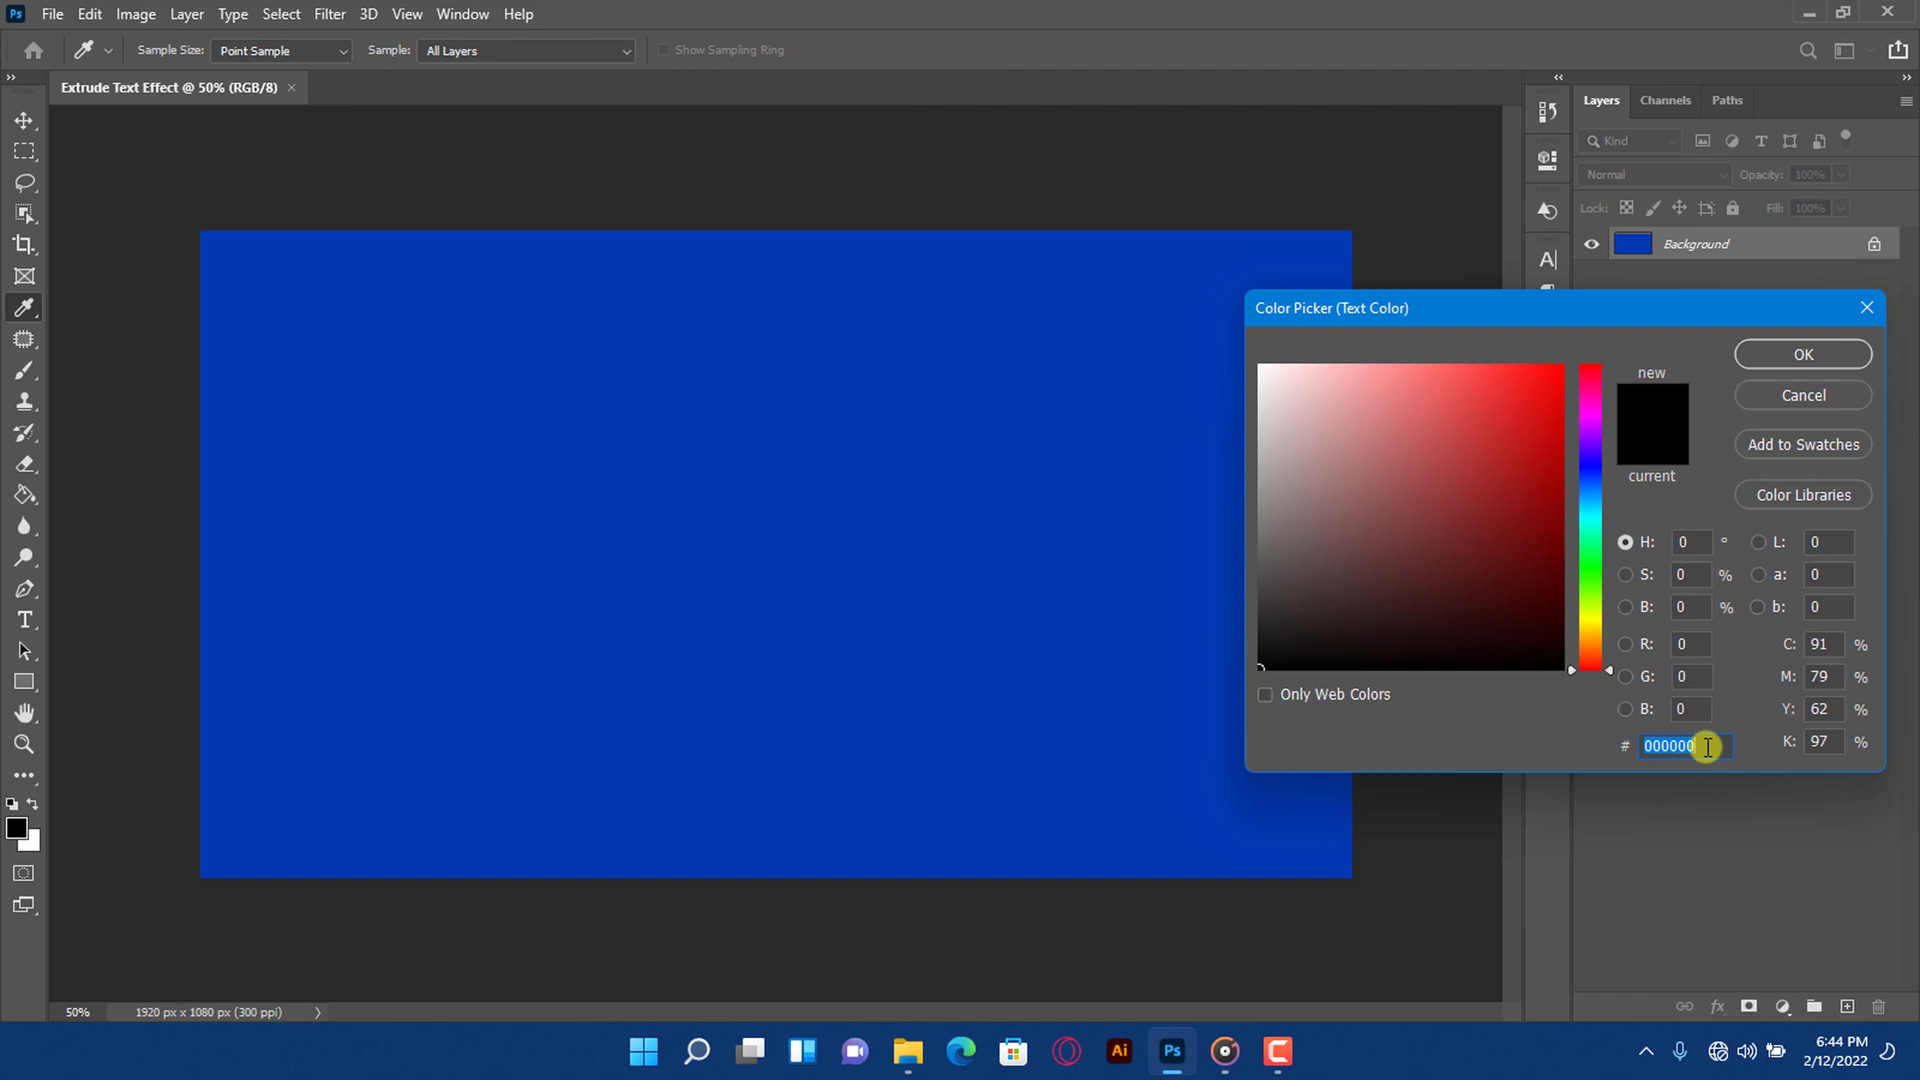 Ps File Edit Image Layer Type Select Filter 3D View Window Help
Sample Size: Point Sample Sample: All Layers Show Sampling Ring
Extrude Text Effect @ 50% (RGB/8) ×
Layers Channels Paths
Kind
Normal Opacity: 100%
Lock: Fill: 100%
Background
Color Picker (Text Color)
new
current
OK
Cancel
Add to Swatches
Color Libraries
H: 0 ° L: 0
S: 0 % a: 0
B: 0 % b: 0
R: 0 C: 91 %
G: 0 M: 79 %
B: 0 Y: 62 %
# 000000 K: 97 %
Only Web Colors
50% 1920 px x 1080 px (300 ppi)
fx
Ai Ps
6:44 PM
2/12/2022